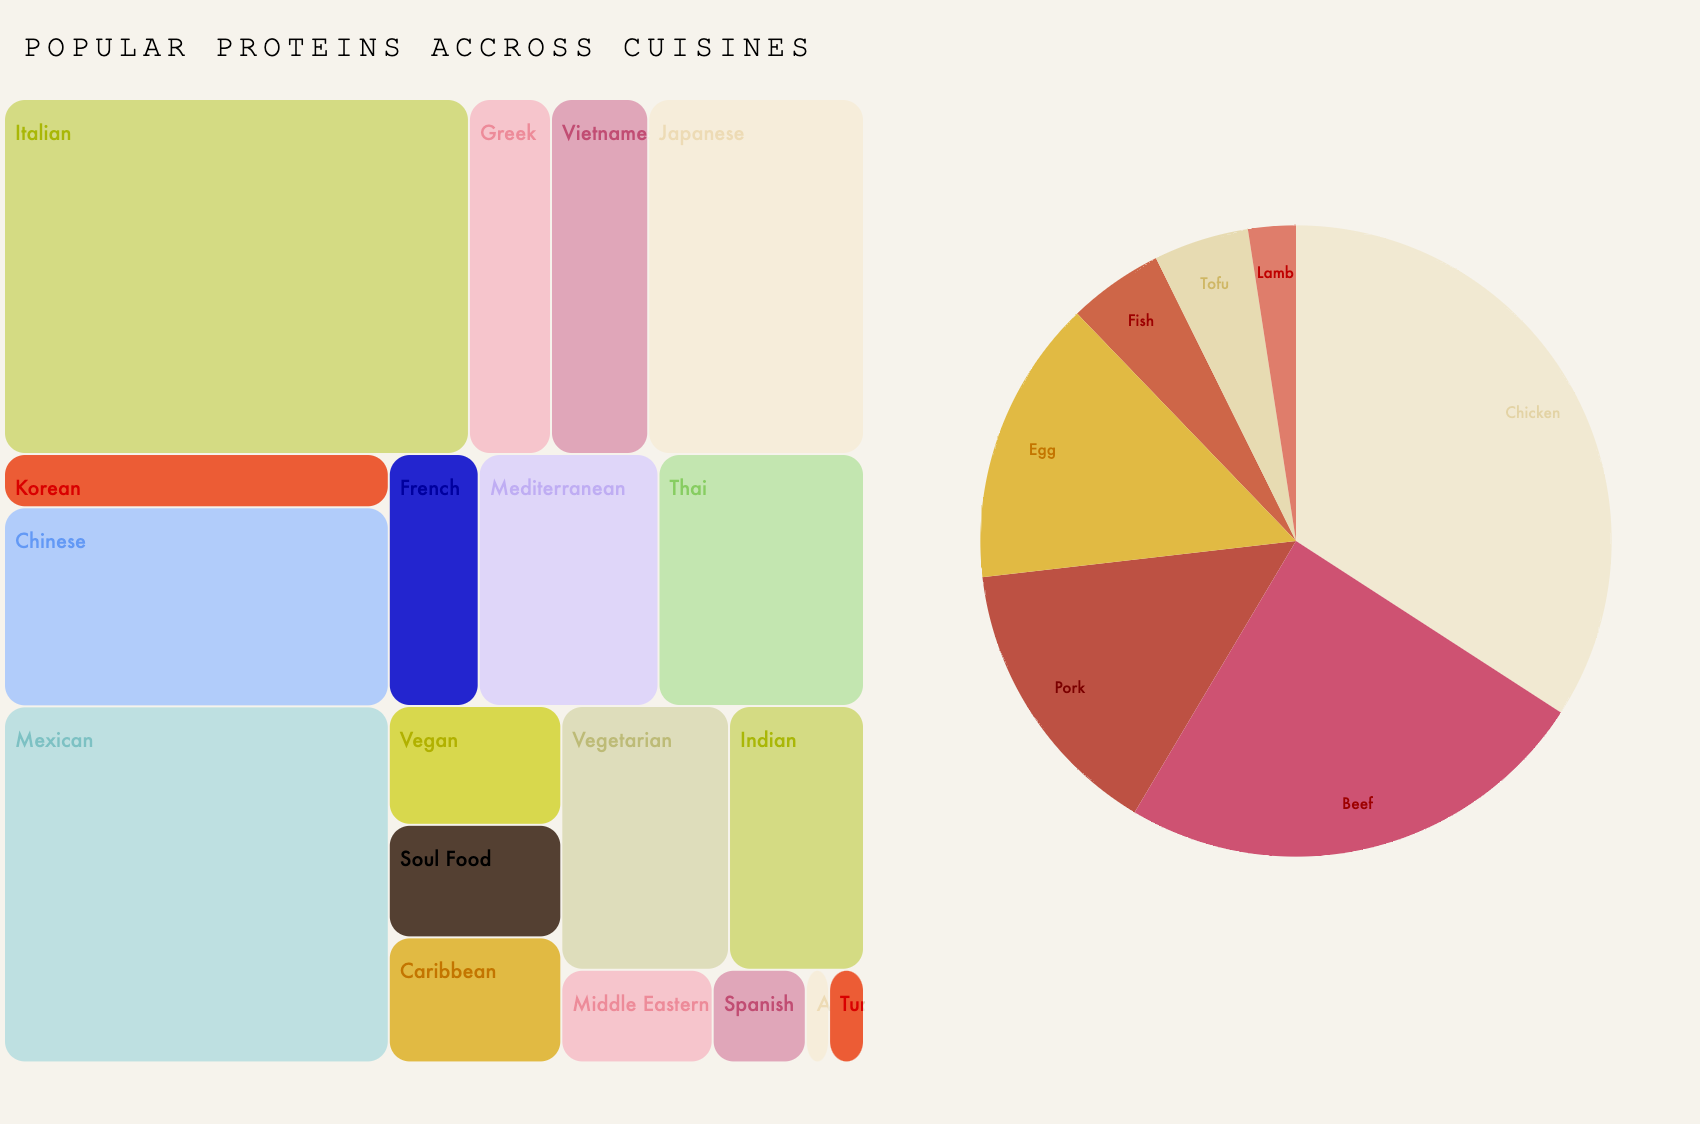 POPULAR PROTEINS ACCROSS CUISINES
Italian
Greek
Vietname
Japanese
Korean
French
Mediterranean
Thai
Chinese
Mexican
Vegan
Vegetarian
Indian
Soul Food
Caribbean
Middle Eastern
Spanish
A
Tur
Lamb
Tofu
Fish
Chicken
Egg
Pork
Beef